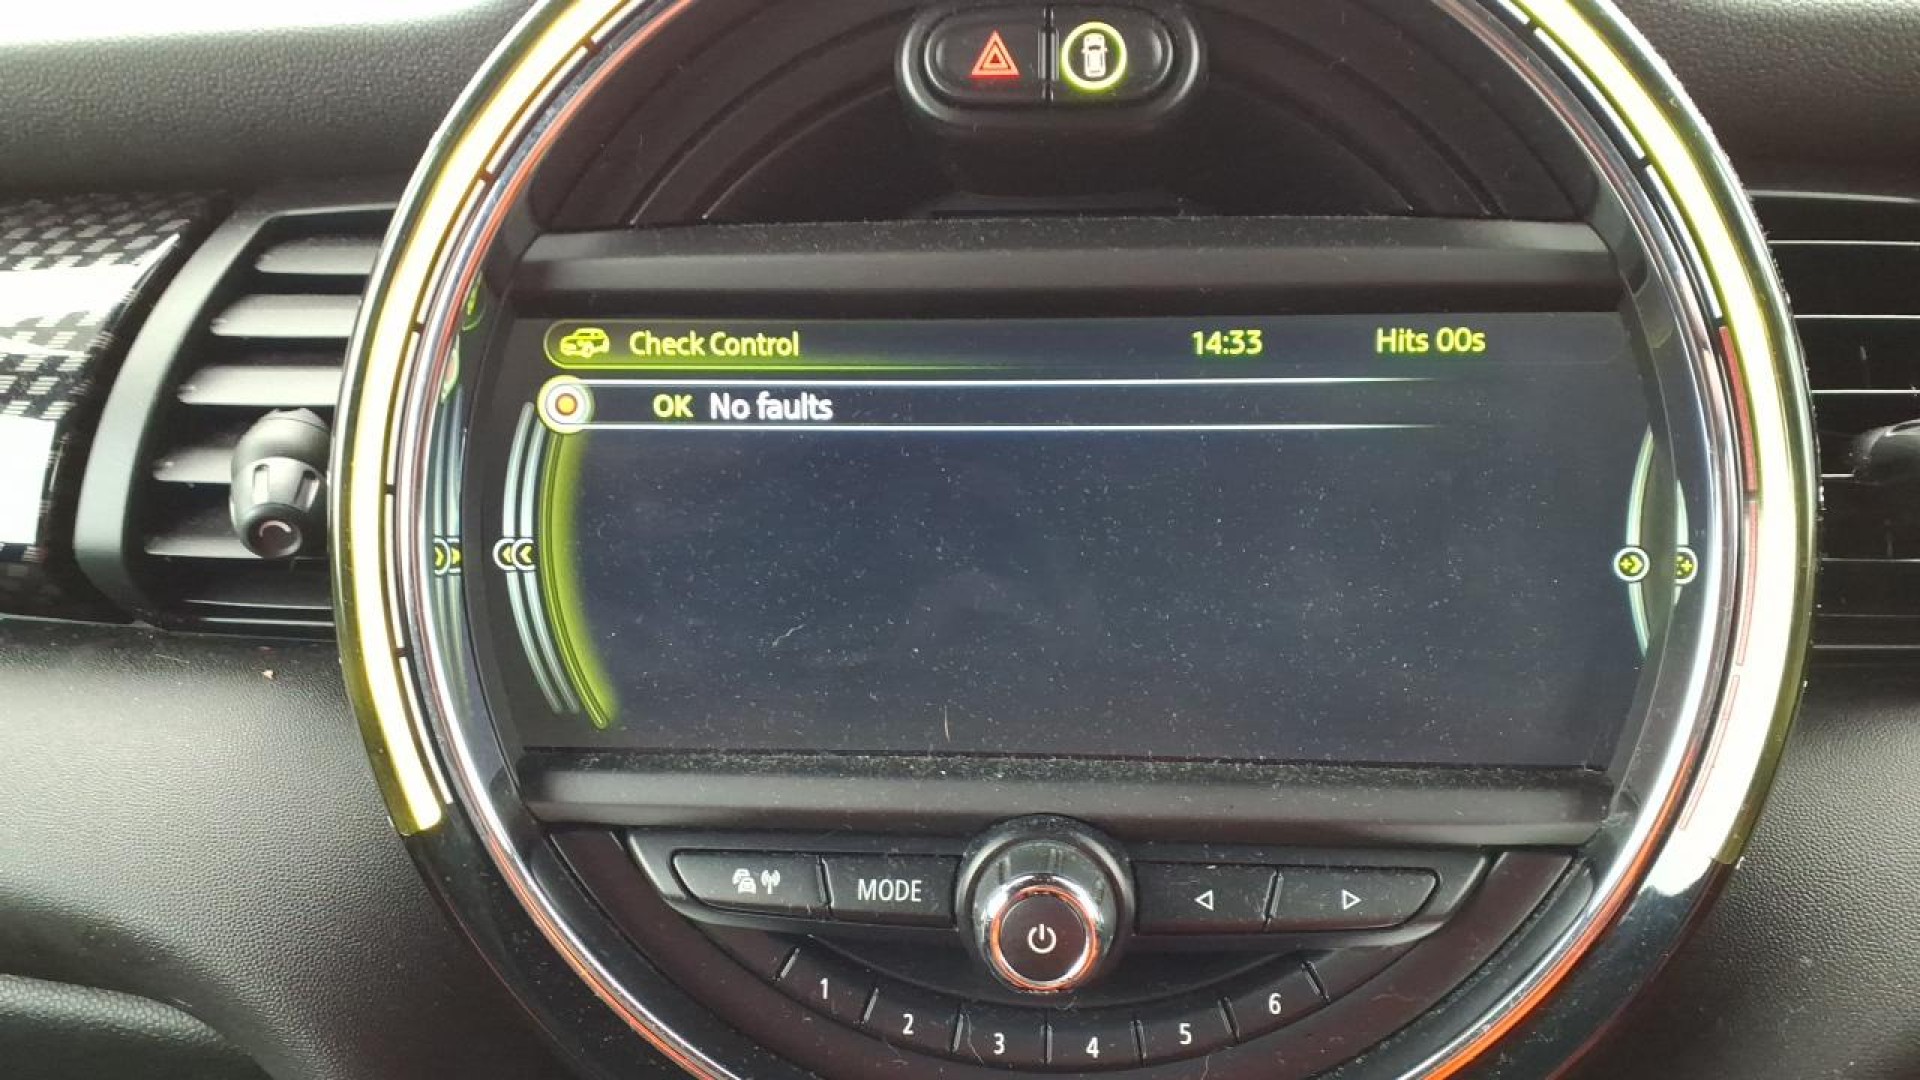 Check Control 14:33 Hits 00s
OK No faults
MODE
1 2 3 4 5 6